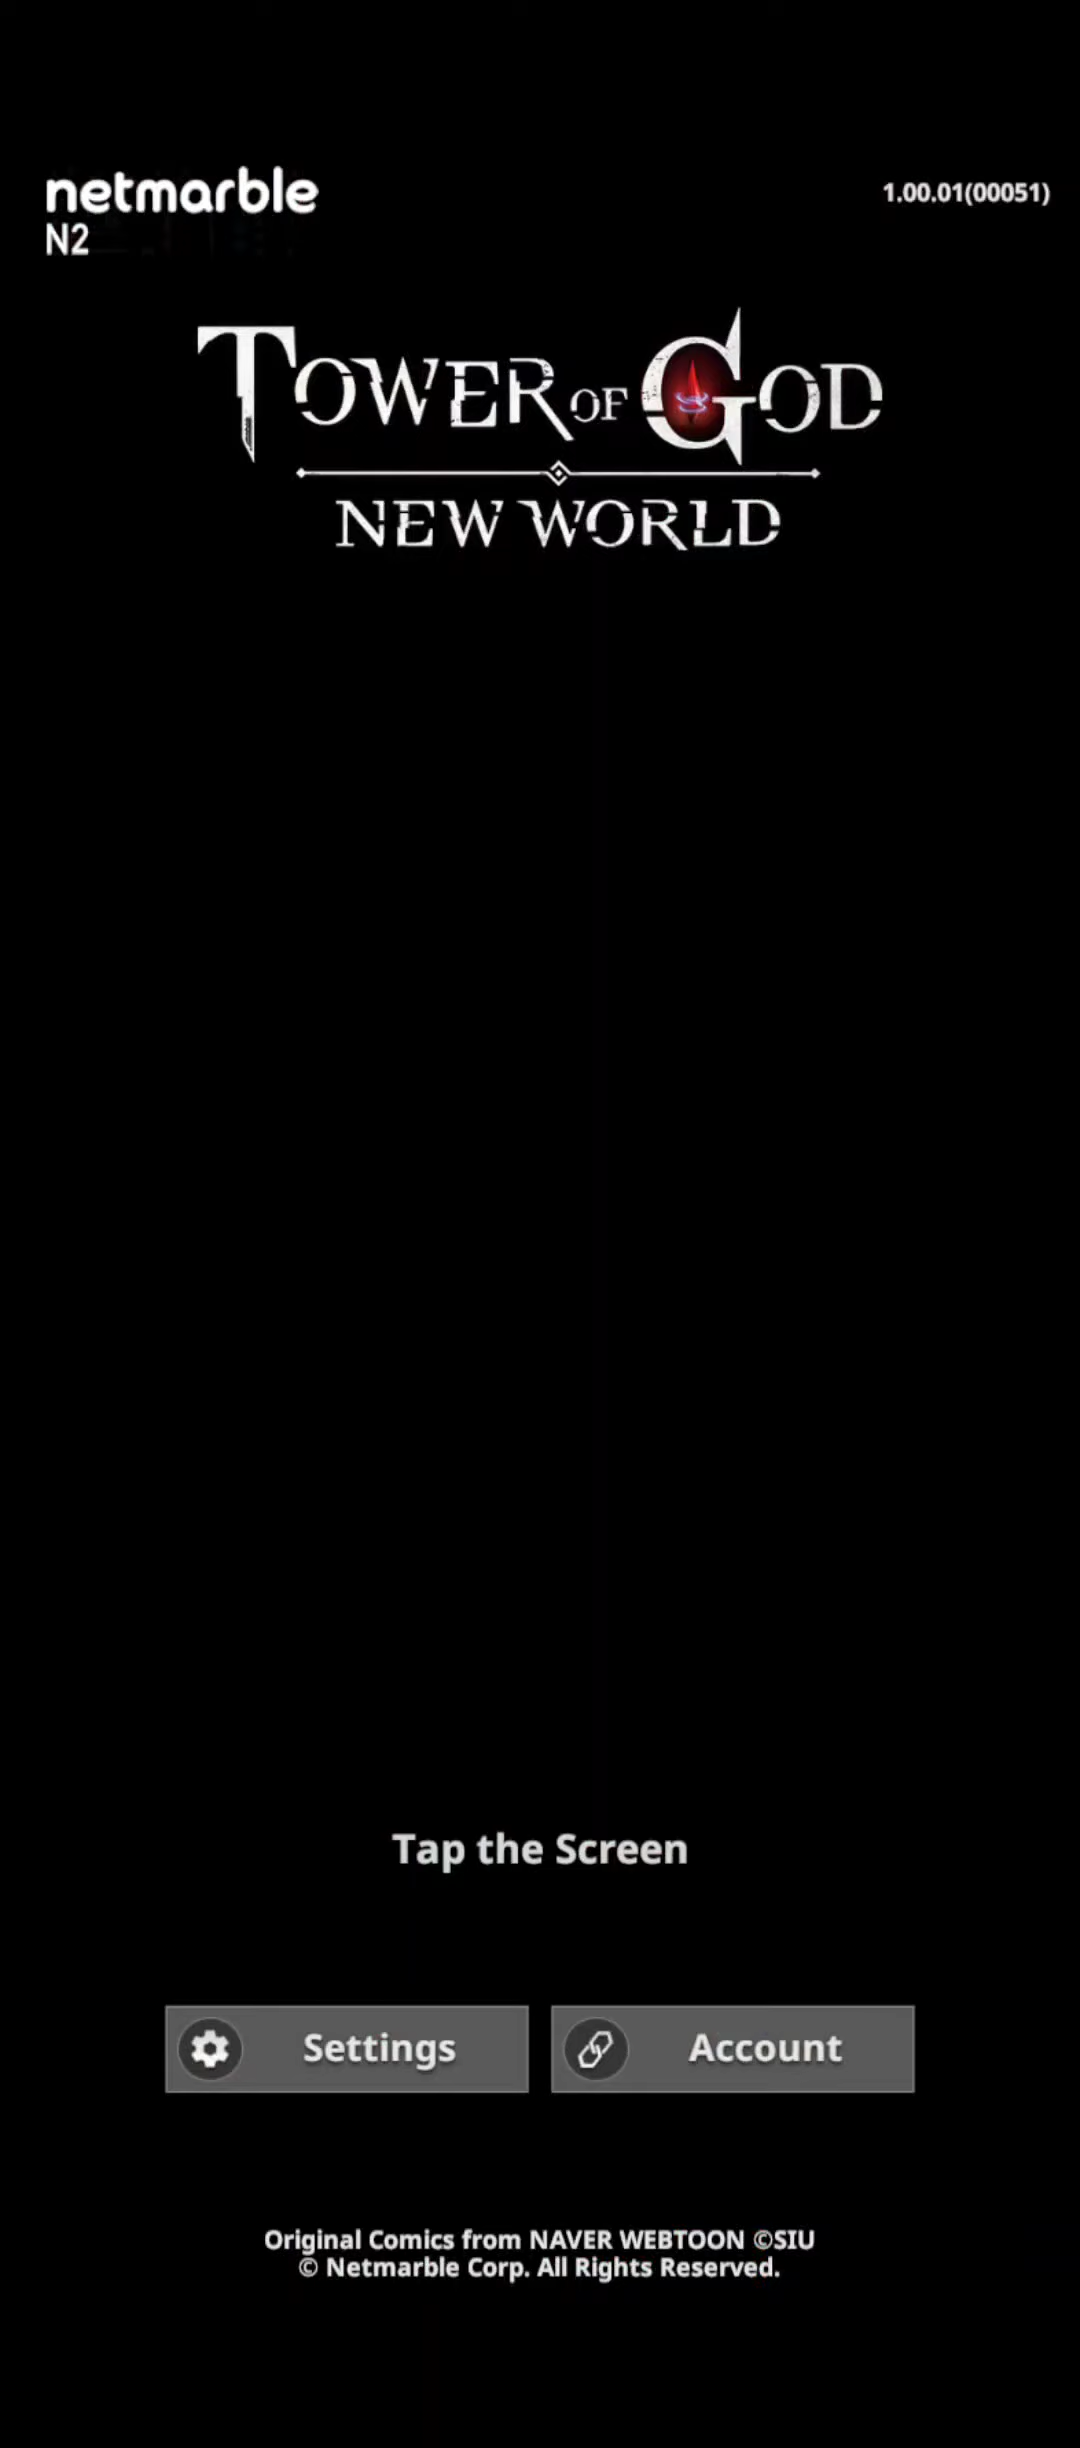 netmarble
N2
1.00.01(00051)
TOWER OF GOD
NEW WORLD
Tap the Screen
Settings
Account
Original Comics from NAVER WEBTOON ©SIU
© Netmarble Corp. All Rights Reserved.